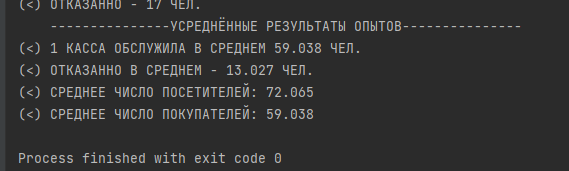 (<) ОТКАЗАННО - 17 ЧЕЛ.
---------------УСРЕДНЁННЫЕ РЕЗУЛЬТАТЫ ОПЫТОВ---------------
(<) 1 КАССА ОБСЛУЖИЛА В СРЕДНЕМ 59.038 ЧЕЛ.
(<) ОТКАЗАННО В СРЕДНЕМ - 13.027 ЧЕЛ.
(<) СРЕДНЕЕ ЧИСЛО ПОСЕТИТЕЛЕЙ: 72.065
(<) СРЕДНЕЕ ЧИСЛО ПОКУПАТЕЛЕЙ: 59.038
Process finished with exit code 0